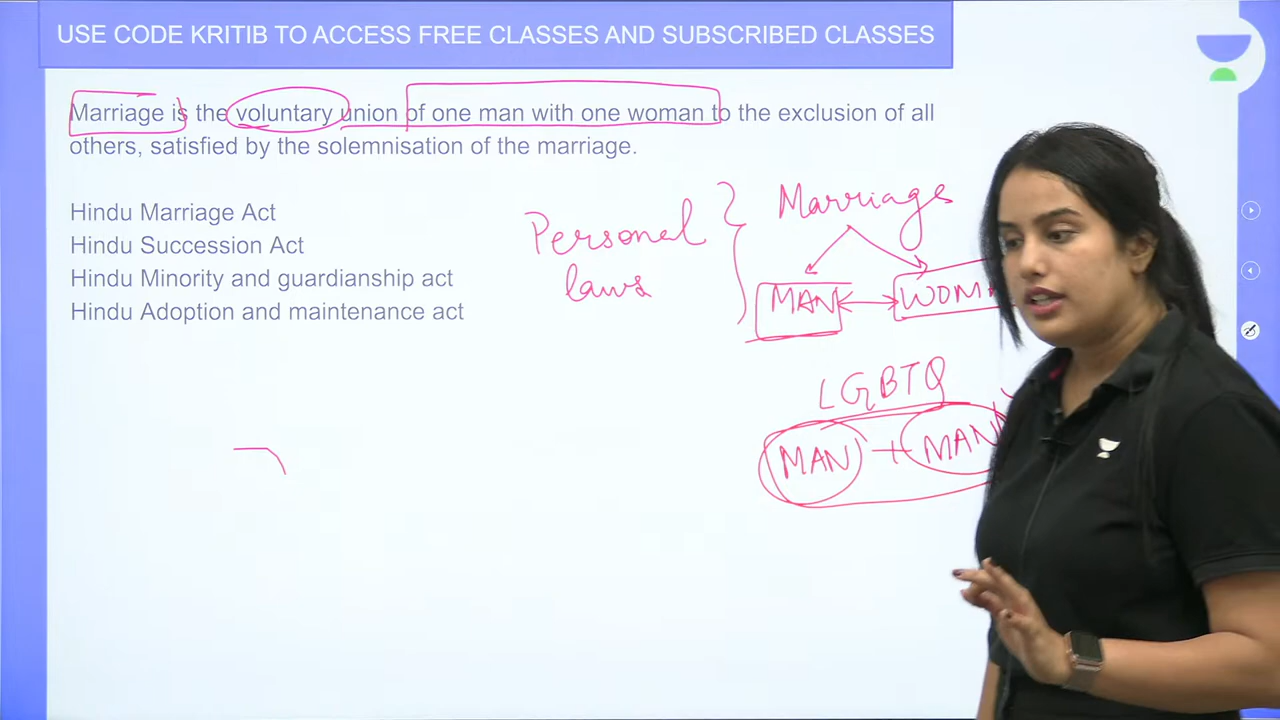 USE CODE KRITIB TO ACCESS FREE CLASSES AND SUBSCRIBED CLASSES
Marriage is the voluntary union of one man with one woman to the exclusion of all
others, satisfied by the solemnisation of the marriage.
Hindu Marriage Act
Hindu Succession Act
Hindu Minority and guardianship act
Hindu Adoption and maintenance act
Personal
laws
Marriage
MAN WOM
LGBTQ
MAN + MAN